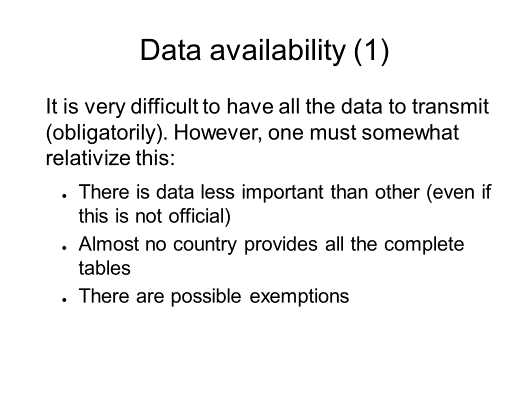 Data availability (1)
It is very difficult to have all the data to transmit
(obligatorily). However, one must somewhat
relativize this:
• There is data less important than other (even if
this is not official)
• Almost no country provides all the complete
tables
• There are possible exemptions